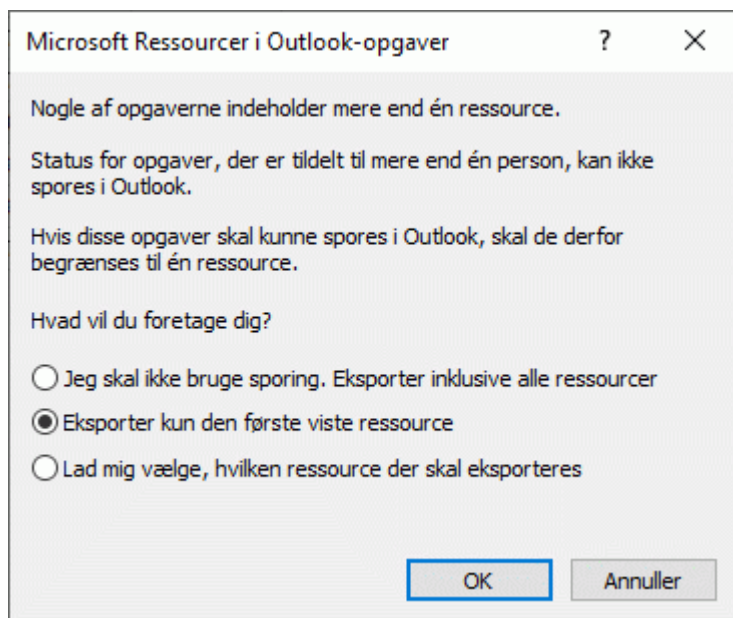 Microsoft Ressourcer i Outlook-opgaver
Nogle af opgaverne indeholder mere end én ressource.
Status for opgaver, der er tildelt til mere end én person, kan ikke
spores i Outlook.
Hvis disse opgaver skal kunne spores i Outlook, skal de derfor
begrænses til én ressource.
Hvad vil du foretage dig?
Jeg skal ikke bruge sporing. Eksporter inklusive alle ressourcer
Eksporter kun den første viste ressource
Lad mig vælge, hvilken ressource der skal eksporteres
OK
Annuller